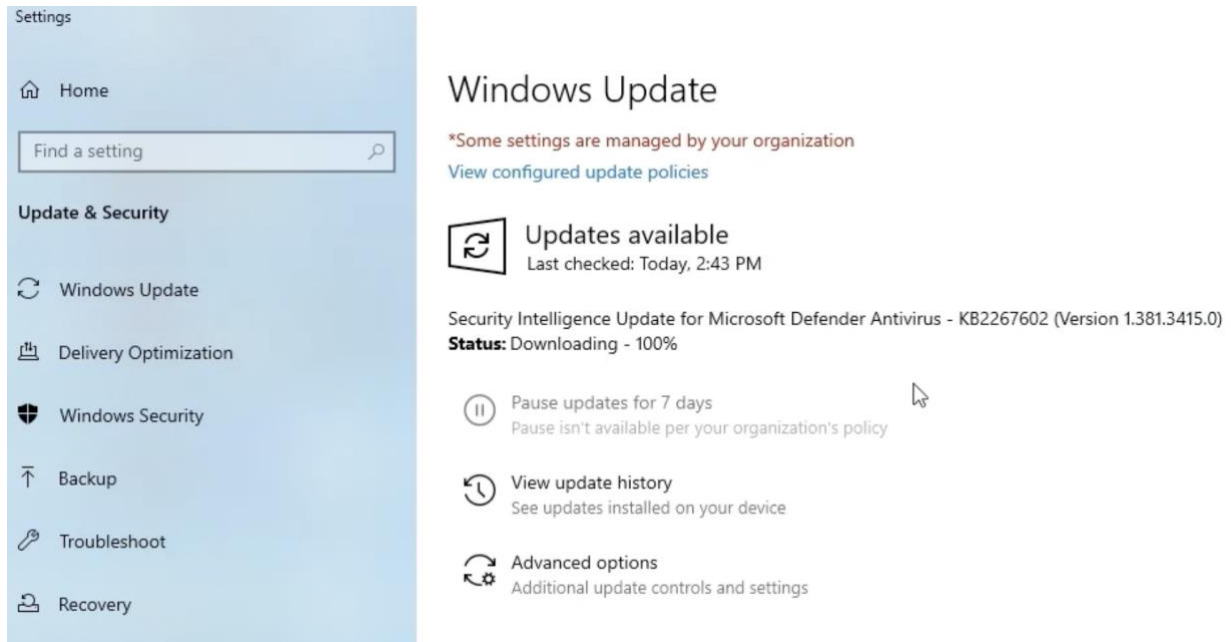 Settings
Home
Find a setting
Update & Security
Windows Update
Delivery Optimization
Windows Security
Backup
Troubleshoot
Recovery
Windows Update
*Some settings are managed by your organization
View configured update policies
Updates available
Last checked: Today, 2:43 PM
Security Intelligence Update for Microsoft Defender Antivirus - KB2267602 (Version 1.381.3415.0)
Status: Downloading - 100%
Pause updates for 7 days
Pause isn't available per your organization's policy
View update history
See updates installed on your device
Advanced options
Additional update controls and settings